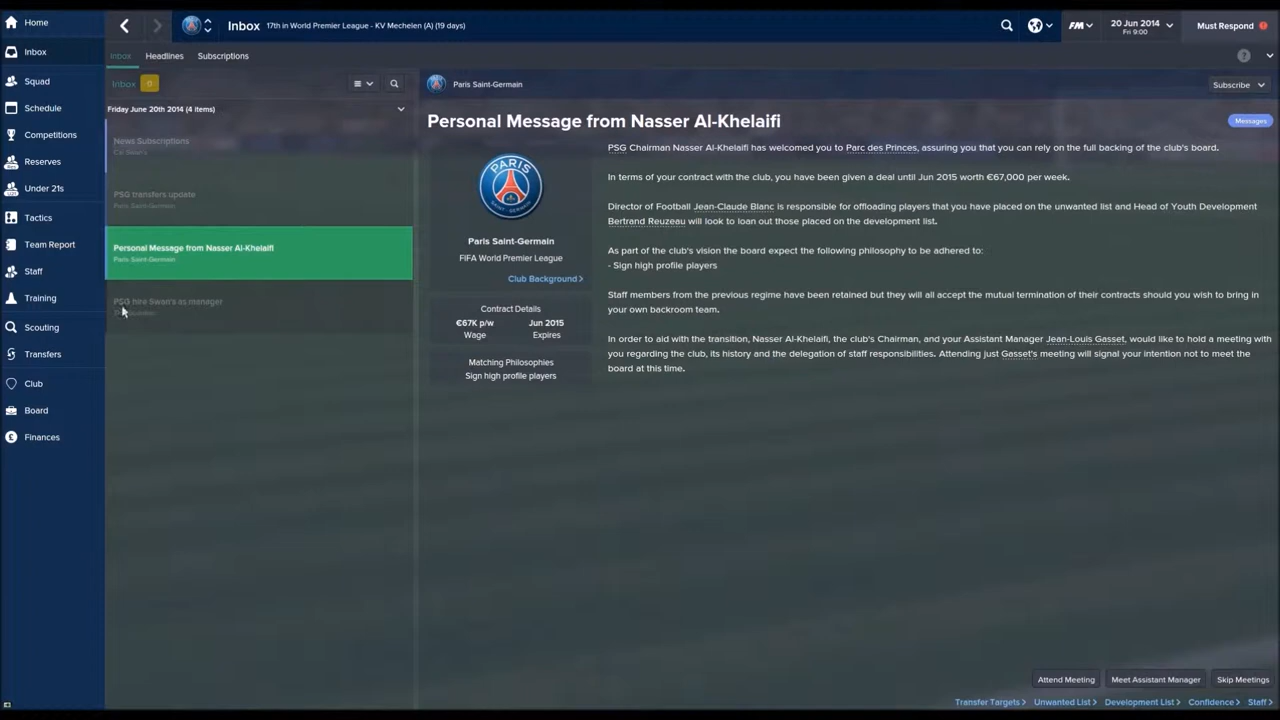 Home
Inbox
Squad
Schedule
Competitions
Reserves
Under 21s
Tactics
Team Report
Staff
Training
Scouting
Transfers
Club
Board
Finances
Inbox 17th in World Premier League - KV Mechelen (A) (19 days)
FM
20 Jun 2014
Fri 9:00
Must Respond
Inbox Headlines Subscriptions
Inbox 0
Friday June 20th 2014 (4 items)
News Subscriptions
PSG transfers update
Paris Saint-Germain
Personal Message from Nasser Al-Khelaifi
Paris Saint-Germain
PSG hire Swan's as manager
Paris Saint-Germain
Subscribe
Personal Message from Nasser Al-Khelaifi
Messages
PARIS
Paris Saint-Germain
FIFA World Premier League
Club Background >
Contract Details
€67K p/w Jun 2015
Wage Expires
Matching Philosophies
Sign high profile players
PSG Chairman Nasser Al-Khelaifi has welcomed you to Parc des Princes, assuring you that you can rely on the full backing of the club's board.
In terms of your contract with the club, you have been given a deal until Jun 2015 worth €67,000 per week.
Director of Football Jean-Claude Blanc is responsible for offloading players that you have placed on the unwanted list and Head of Youth Development
Bertrand Reuzeau will look to loan out those placed on the development list.
As part of the club's vision the board expect the following philosophy to be adhered to:
- Sign high profile players
Staff members from the previous regime have been retained but they will all accept the mutual termination of their contracts should you wish to bring in
your own backroom team.
In order to aid with the transition, Nasser Al-Khelaifi, the club's Chairman, and your Assistant Manager Jean-Louis Gasset, would like to hold a meeting with
you regarding the club, its history and the delegation of staff responsibilities. Attending just Gasset's meeting will signal your intention not to meet the
board at this time.
Attend Meeting Meet Assistant Manager Skip Meetings
Transfer Targets > Unwanted List > Development List > Confidence > Staff >